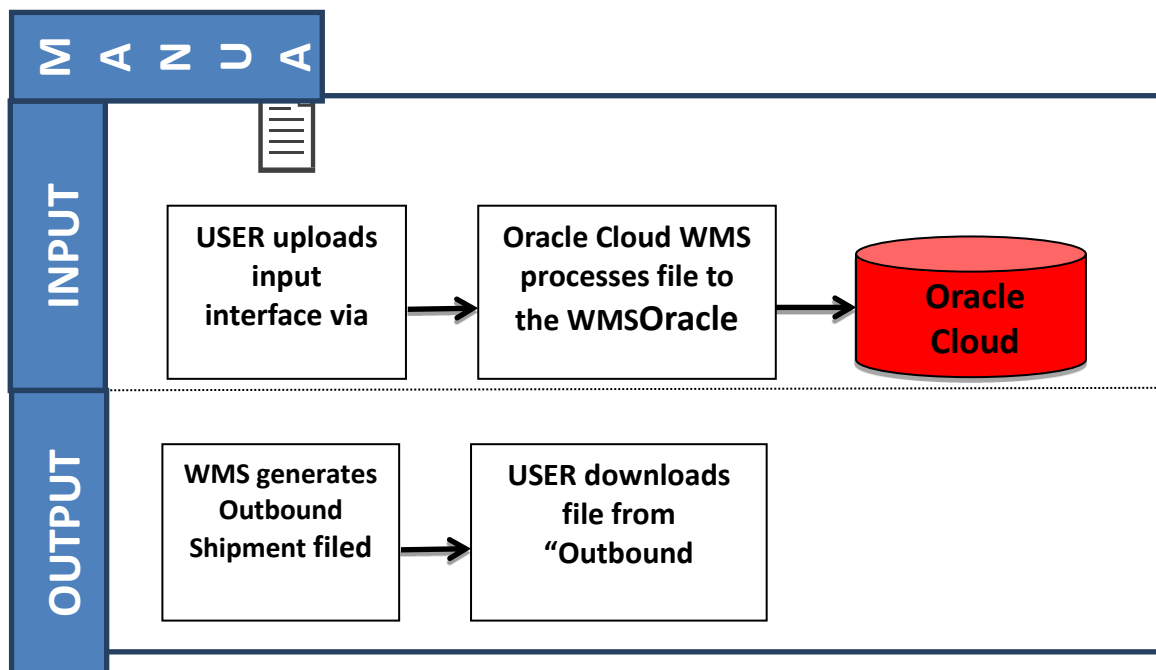 MANUA
INPUT
USER uploads
input
interface via
Oracle Cloud WMS
processes file to
the WMSOracle
Oracle
Cloud
OUTPUT
WMS generates
Outbound
Shipment filed
USER downloads
file from
“Outbound